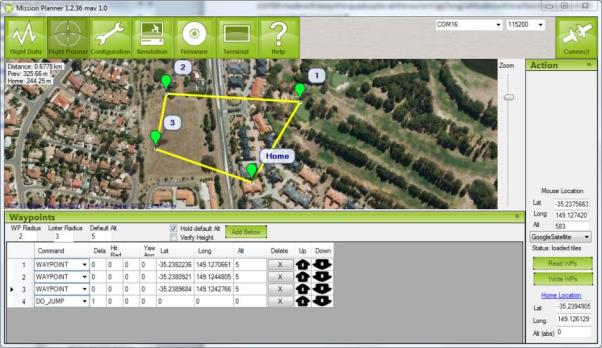 Mission Planner 1.2.36 mav 1.0
Flight Data Flight Planner Configuration Simulation Firmware Terminal Help
COM16 115200
Connect
Distance: 0.6778 km
Prev: 325.66 m
Home: 244.25 m
2
1
3
Home
Zoom
Action »
Mouse Location
Lat -35.2375663
Long 149.127420
Alt 583
GoogleSatellite
Status: loaded tiles
Read WPs
Write WPs
Home Location
Lat -35.2394905
Long 149.126129
Alt (abs) 0
Waypoints
WP Radius Loiter Radius Default Alt
2 3 5
Hold default Alt
Verify Height
Add Below
Command Dela Hit Rad Yaw Ang Lat Long Alt Delete Up Down
1 WAYPOINT 0 0 0 -35.2382236 149.1270661 5 X
2 WAYPOINT 0 0 0 -35.2380921 149.1244805 5 X
3 WAYPOINT 0 0 0 -35.2389684 149.1242766 5 X
4 DO_JUMP 1 0 0 0 0 0 X